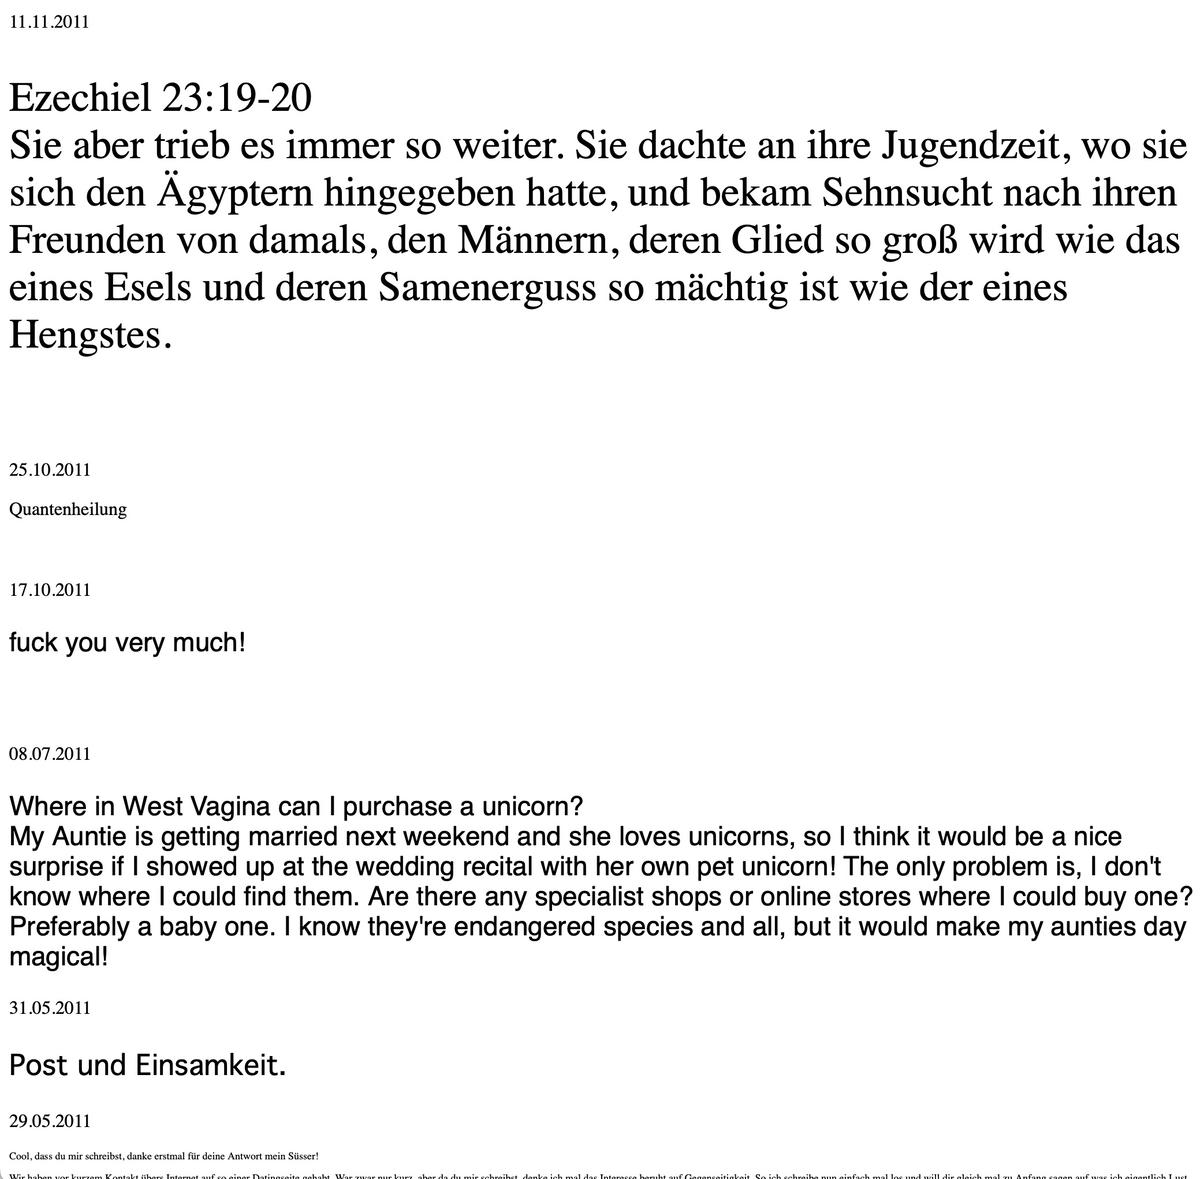 11.11.2011
Ezechiel 23:19-20
Sie aber trieb es immer so weiter. Sie dachte an ihre Jugendzeit, wo sie
sich den Ägyptern hingegeben hatte, und bekam Sehnsucht nach ihren
Freunden von damals, den Männern, deren Glied so groß wird wie das
eines Esels und deren Samenerguss so mächtig ist wie der eines
Hengstes.
25.10.2011
Quantenheilung
17.10.2011
fuck you very much!
08.07.2011
Where in West Vagina can I purchase a unicorn?
My Auntie is getting married next weekend and she loves unicorns, so I think it would be a nice
surprise if I showed up at the wedding recital with her own pet unicorn! The only problem is, I don't
know where I could find them. Are there any specialist shops or online stores where I could buy one?
Preferably a baby one. I know they're endangered species and all, but it would make my aunties day
magical!
31.05.2011
Post und Einsamkeit.
29.05.2011
Cool, dass du mir schreibst, danke erstmal für deine Antwort mein Süsser!
Wir haben vor kurzem Kontakt übers Internet auf so einer Datingseite gehabt. War zwar nur kurz, aber da du mir schreibst, denke ich mal das Interesse beruht auf Gegenseitigkeit. So ich schreibe nun einfach mal los und will dir gleich mal zu Anfang sagen auf was ich eigentlich Lust